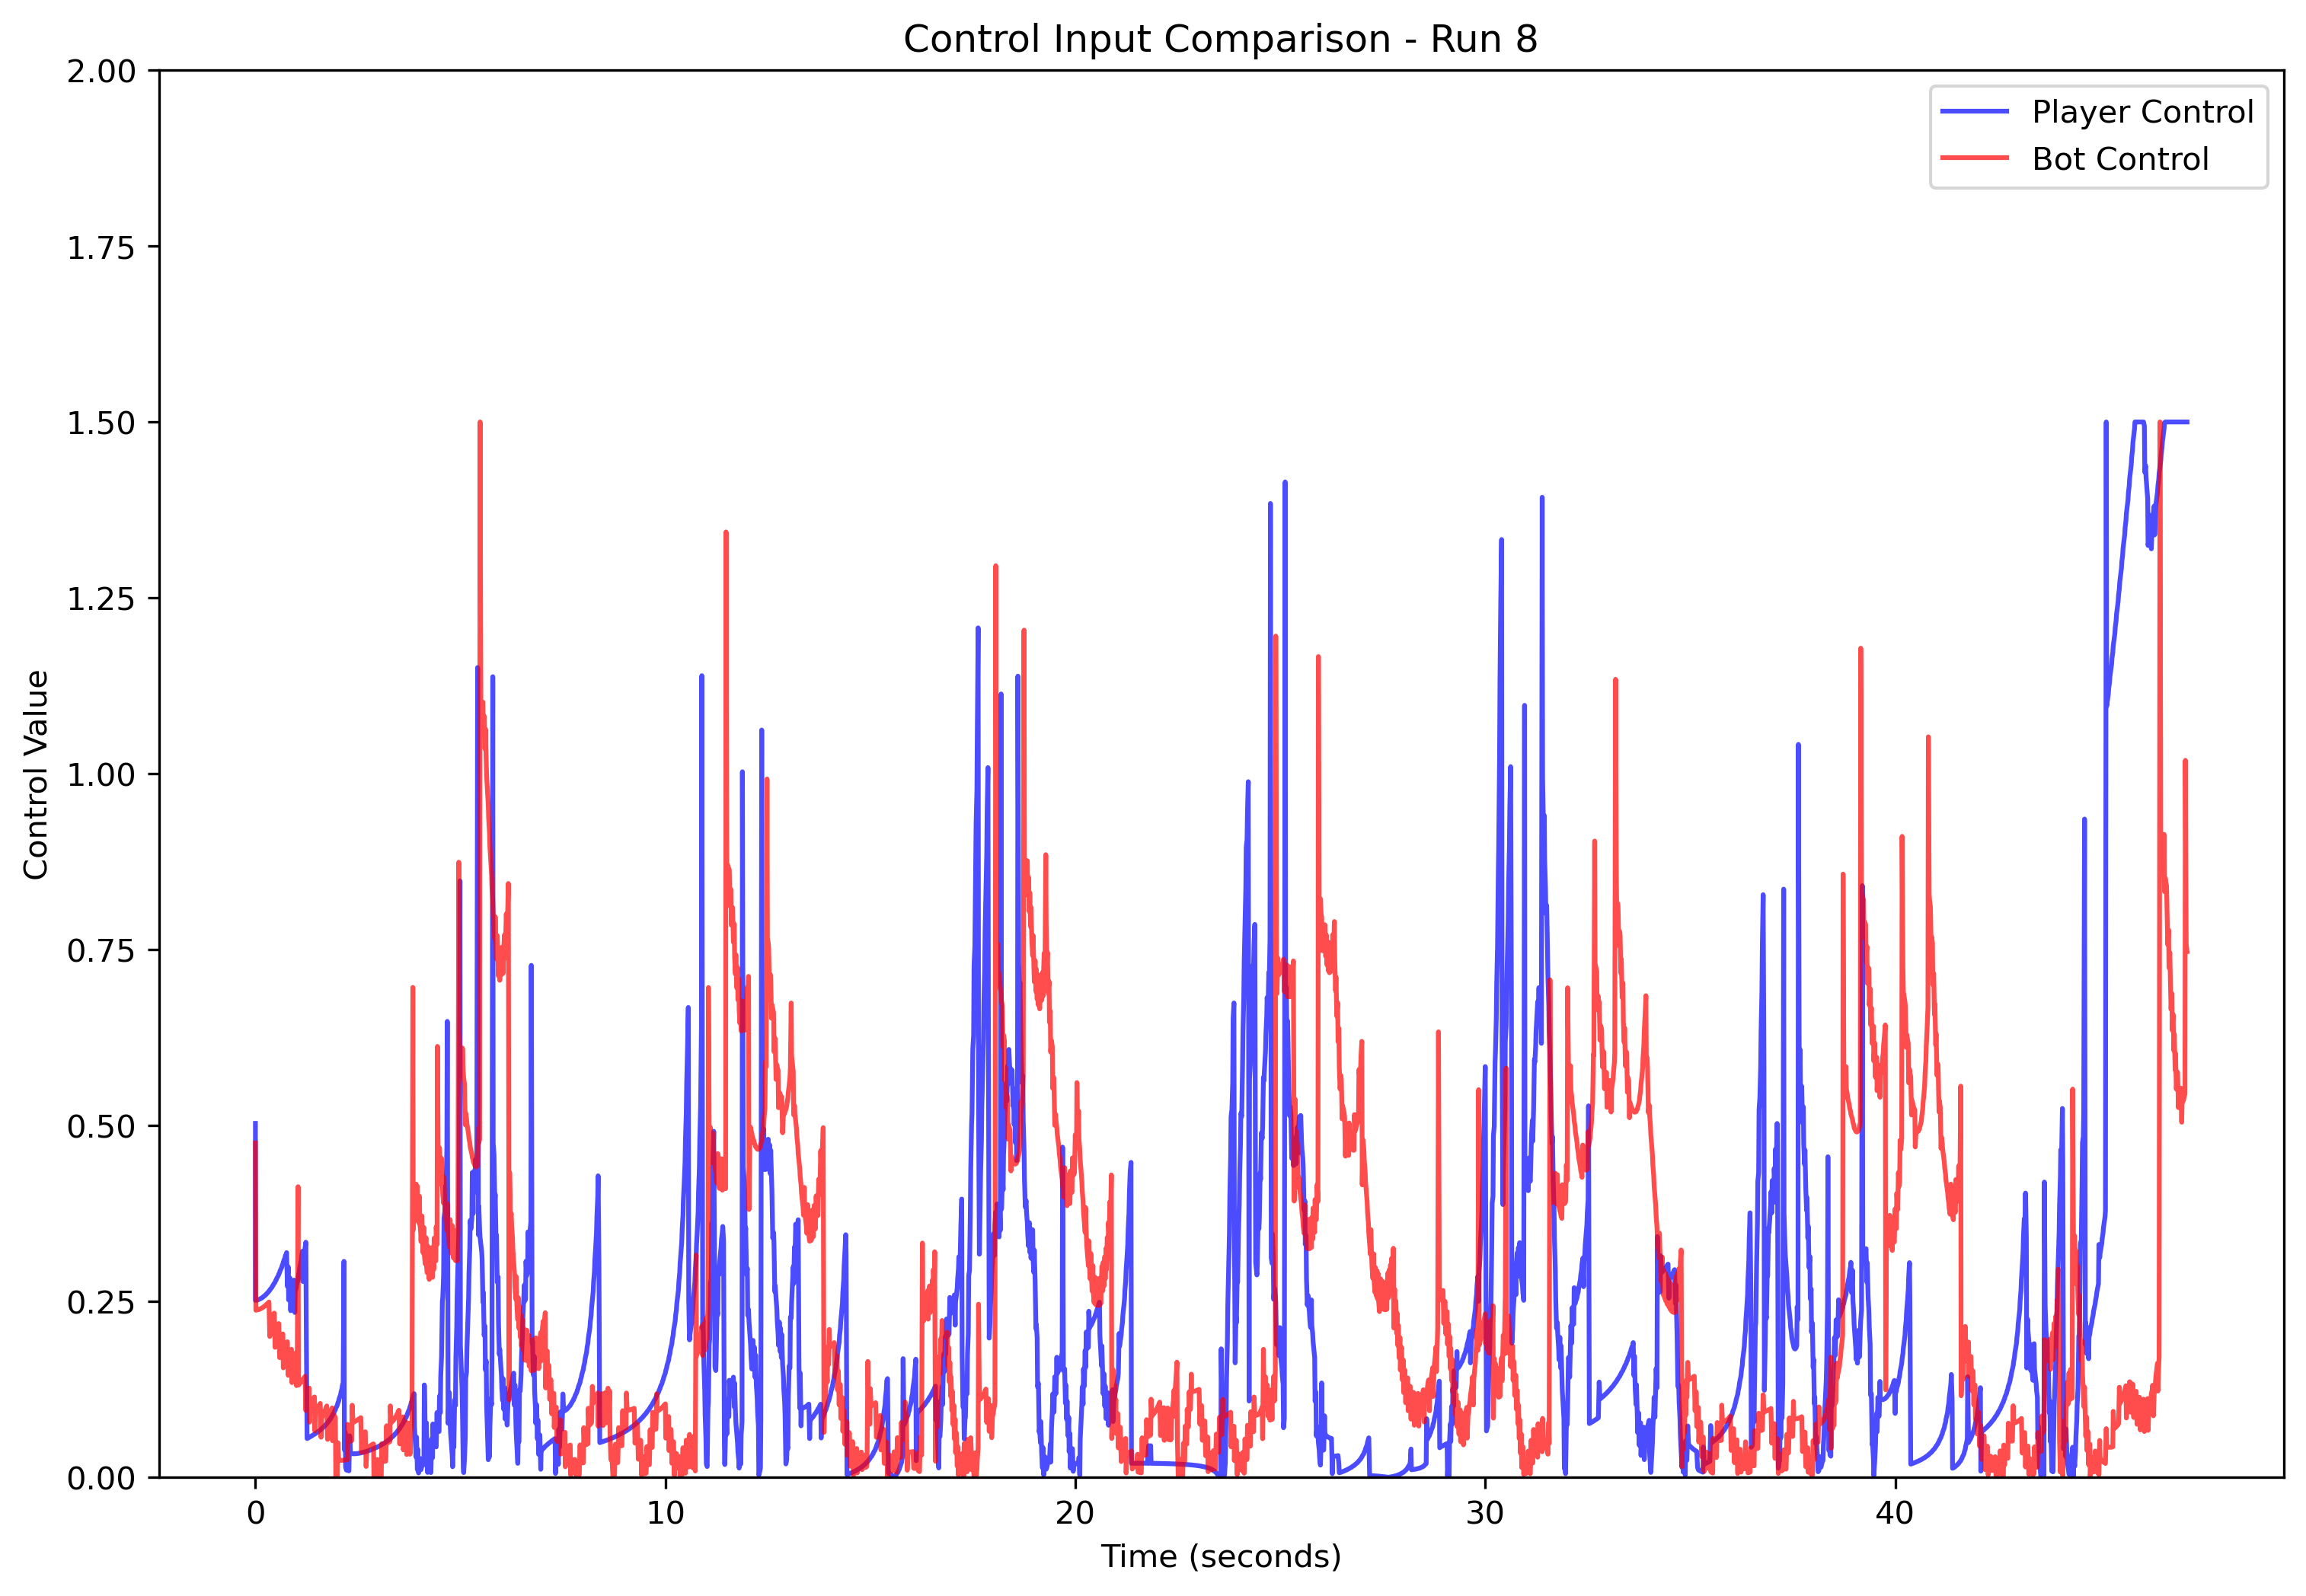 Control Input Comparison - Run 8
Player Control
Bot Control
2.00
1.75
1.50
1.25
1.00
0.75
0.50
0.25
0.00
Control Value
0
10
20
30
40
Time (seconds)